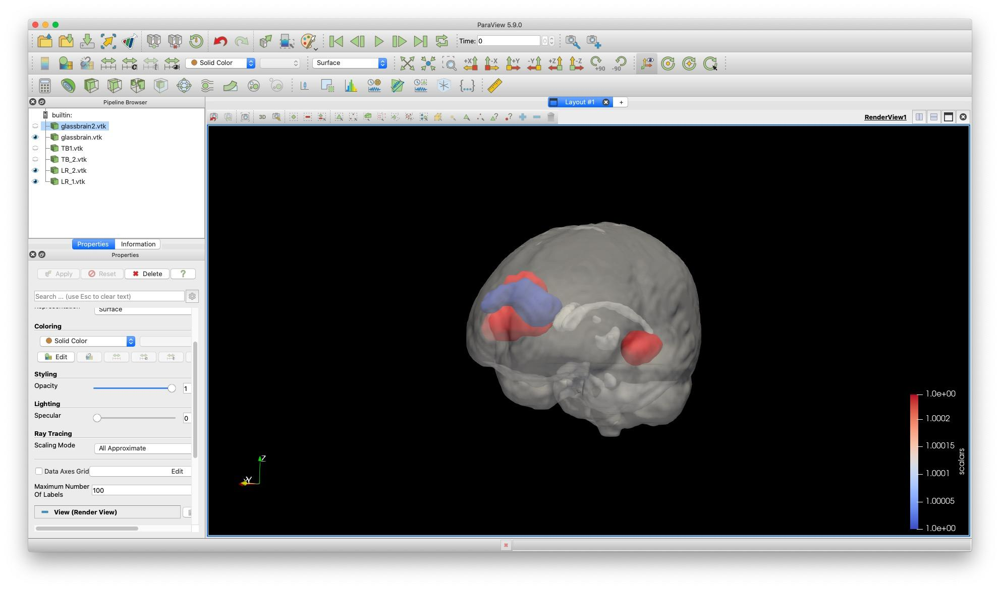 ParaView 5.9.0
Time: 0
0
Solid Color
Surface
+X
-X
+Y
-Y
+Z
-Z
+90
-90
Pipeline Browser
Layout #1
+
builtin:
3D
RenderView1
glassbrain2.vtk
glassbrain.vtk
TB1.vtk
TB_2.vtk
LR_2.vtk
LR_1.vtk
Properties
Information
Properties
Apply
Reset
Delete
?
Search ... (use Esc to clear text)
Representation
Surface
Coloring
Solid Color
Edit
Styling
Opacity
1
Lighting
Specular
0
Ray Tracing
Scaling Mode
All Approximate
Data Axes Grid
Edit
Maximum Number
Of Labels
100
View (Render View)
Z
Y
1.0e+00
1.0002
1.00015
1.0001
1.00005
1.0e+00
scalars